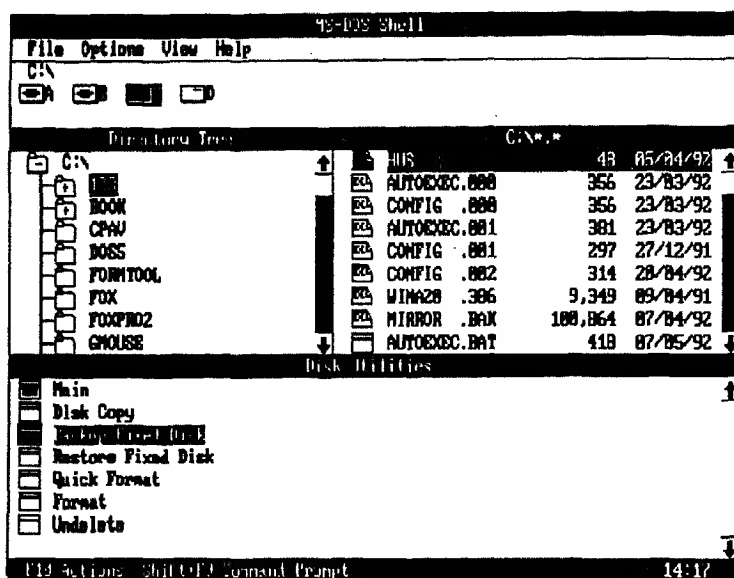 MS-DOS Shell
File Options View Help
C:\
A B D
Directory Tree
C:\
BOOK
CPAV
DOSS
FORMTOOL
FOX
FOXPRO2
GMOUSE
C:\*.*
48 05/04/92
AUTOEXEC.000 356 23/03/92
CONFIG .000 356 23/03/92
AUTOEXEC.001 381 23/03/92
CONFIG .001 297 27/12/91
CONFIG .002 314 28/04/92
WINA20 .386 9,349 09/04/91
MIRROR .BAK 100,864 07/04/92
AUTOEXEC.BAT 418 07/05/92
Disk Utilities
Main
Disk Copy
Restore Fixed Disk
Quick Format
Format
Undelete
F10=Actions Shift+F9=Command Prompt 14:17